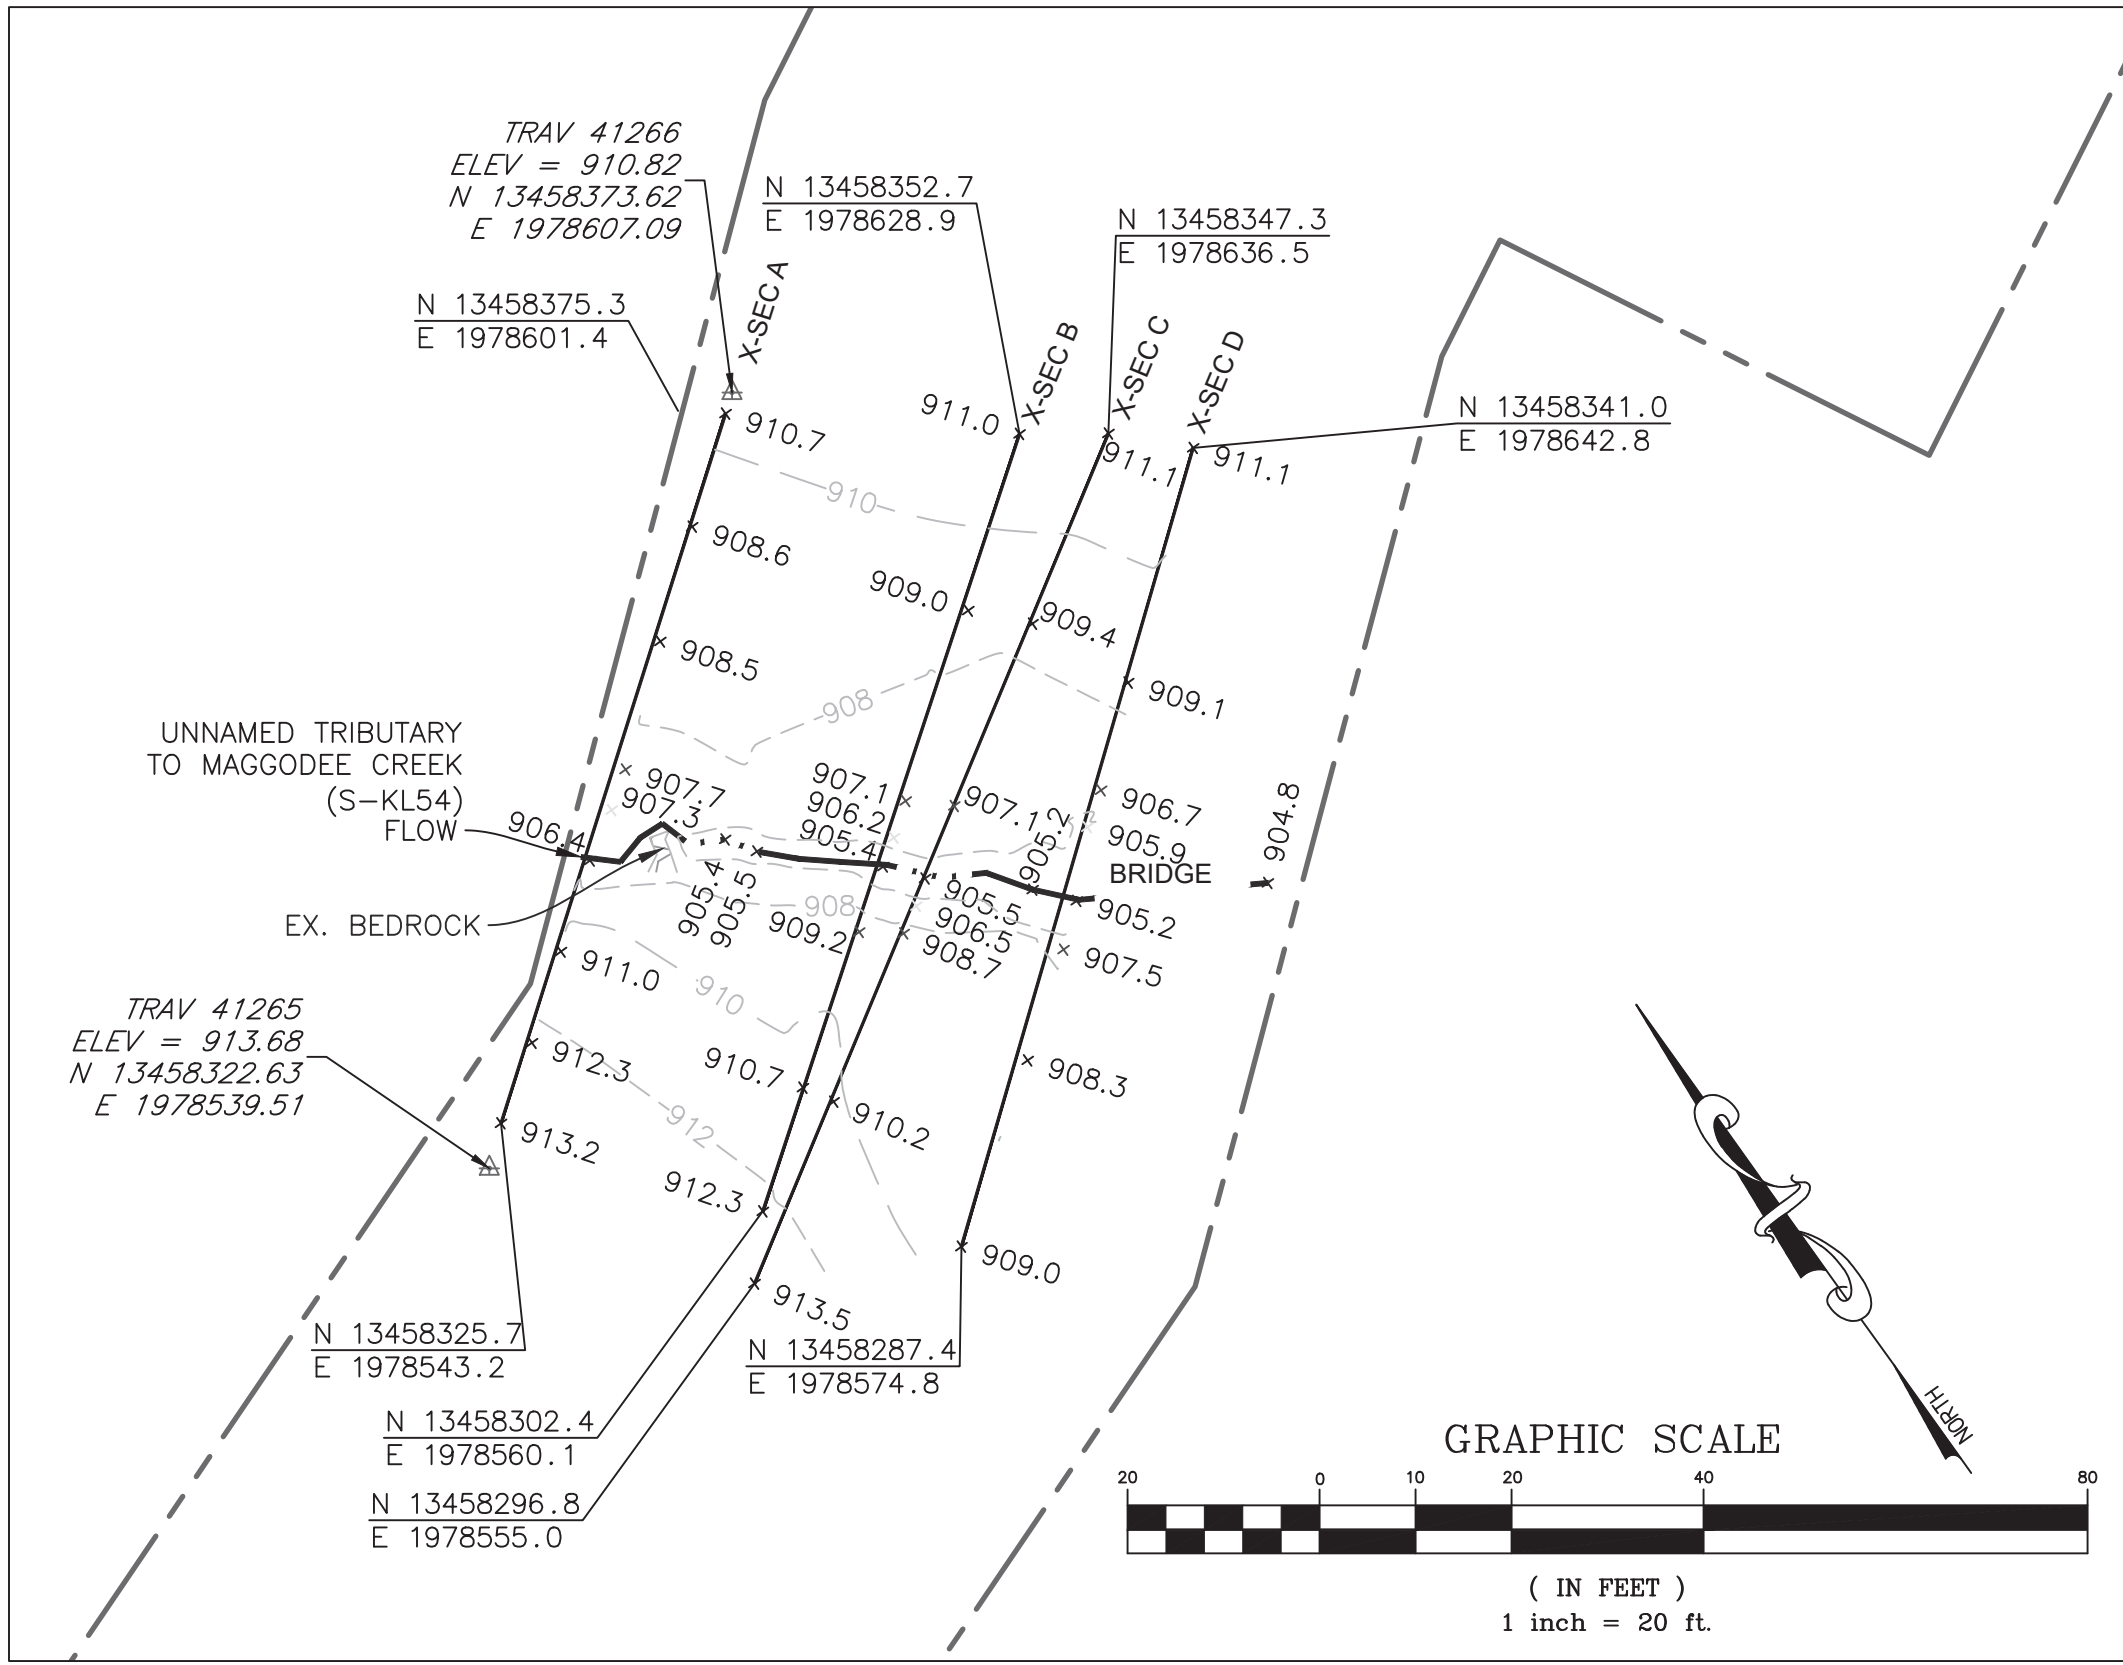 TRAV 41266
ELEV = 910.82
N 13458373.62
E 1978607.09
N 13458352.7
E 1978628.9
N 13458347.3
E 1978636.5
N 13458375.3
E 1978601.4
X-SEC A
X-SEC B
X-SEC C
X-SEC D
N 13458341.0
E 1978642.8
910.7
911.0
911.1
911.1
910
908.6
909.0
909.4
908.5
909.1
908
UNNAMED TRIBUTARY
TO MAGGODEE CREEK
(S-KL54)
FLOW
907.7
907.3
906.4
907.1
906.2
905.4
907.1
905.2
906.7
905.9
BRIDGE
904.8
EX. BEDROCK
905.4
905.5
908
909.2
905.5
906.5
908.7
905.2
907.5
911.0
910
TRAV 41265
ELEV = 913.68
N 13458322.63
E 1978539.51
912.3
910.7
908.3
912
913.2
910.2
912.3
909.0
913.5
N 13458325.7
E 1978543.2
N 13458287.4
E 1978574.8
N 13458302.4
E 1978560.1
N 13458296.8
E 1978555.0
NORTH
GRAPHIC SCALE
20 0 10 20 40 80
( IN FEET )
1 inch = 20 ft.